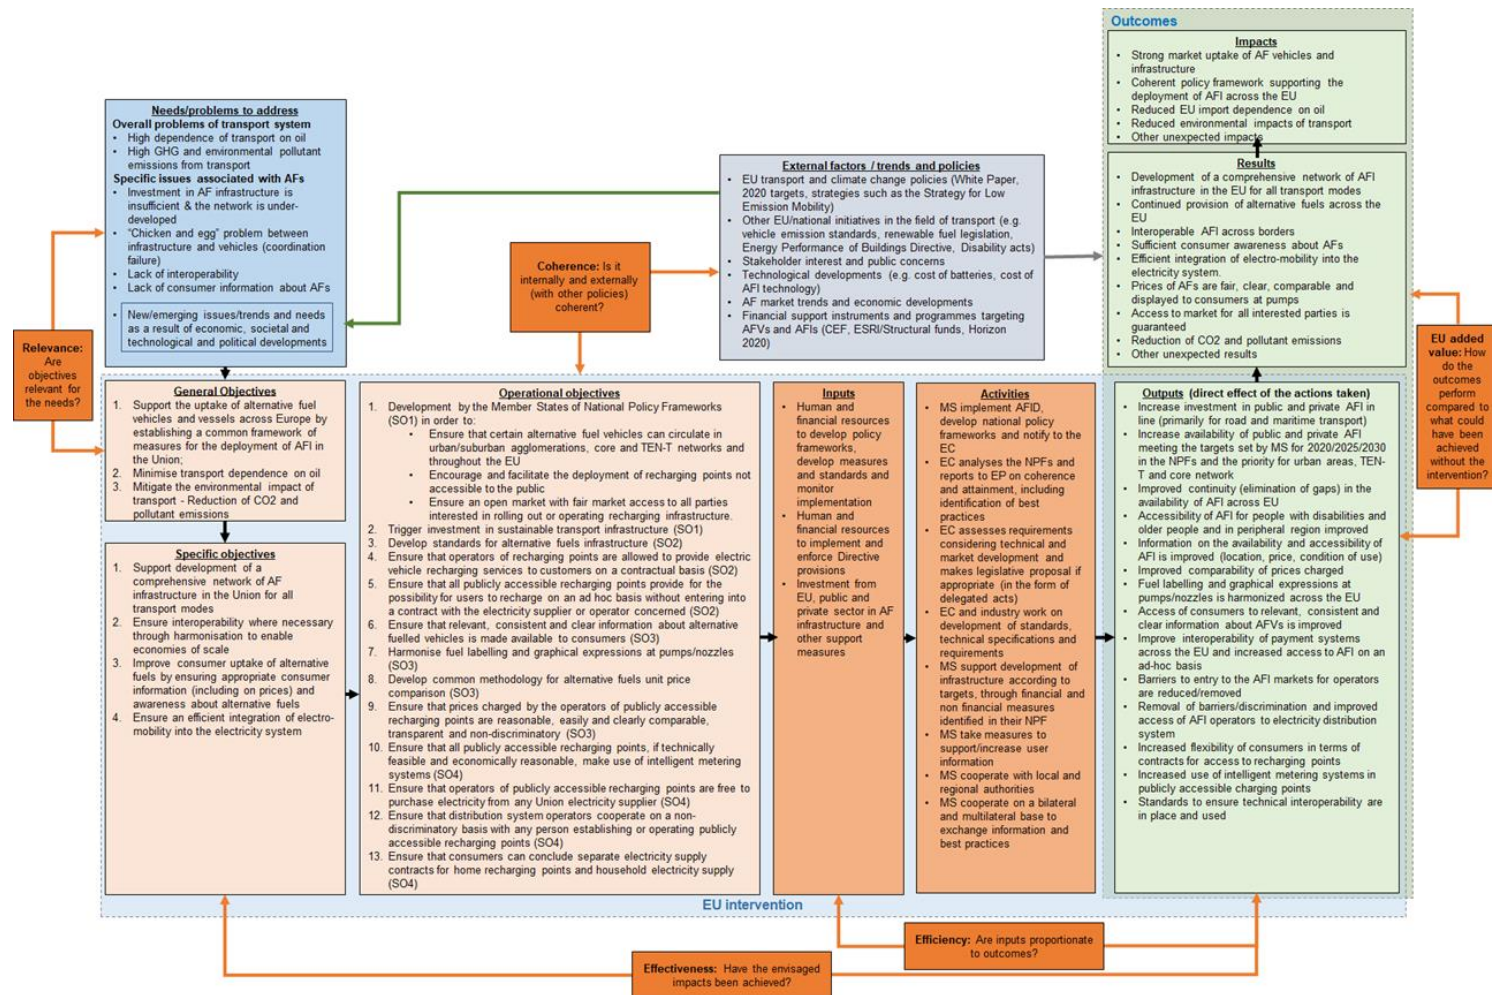 Outcomes
Impacts
• Strong market uptake of AF vehicles and
infrastructure
• Coherent policy framework supporting the
deployment of AFI across the EU
• Reduced EU import dependence on oil
• Reduced environmental impacts of transport
• Other unexpected impacts
Needs/problems to address
Overall problems of transport system
• High dependence of transport on oil
• High GHG and environmental pollutant
emissions from transport
Specific issues associated with AFs
• Investment in AF infrastructure is
insufficient & the network is under-
developed
• "Chicken and egg" problem between
infrastructure and vehicles (coordination
failure)
• Lack of interoperability
• Lack of consumer information about AFs
• New/emerging issues/trends and needs
as a result of economic, societal and
technological and political developments
External factors / trends and policies
• EU transport and climate change policies (White Paper,
2020 targets, strategies such as the Strategy for Low
Emission Mobility)
• Other EU/national initiatives in the field of transport (e.g.
vehicle emission standards, renewable fuel legislation,
Energy Performance of Buildings Directive, Disability acts)
• Stakeholder interest and public concerns
• Technological developments (e.g. cost of batteries, cost of
AFI technology)
• AF market trends and economic developments
• Financial support instruments and programmes targeting
AFVs and AFIs (CEF, ESRI/Structural funds, Horizon
2020)
Results
• Development of a comprehensive network of AFI
infrastructure in the EU for all transport modes
• Continued provision of alternative fuels across the
EU
• Interoperable AFI across borders
• Sufficient consumer awareness about AFs
• Efficient integration of electro-mobility into the
electricity system.
• Prices of AFs are fair, clear, comparable and
displayed to consumers at pumps
• Access to market for all interested parties is
guaranteed
• Reduction of CO2 and pollutant emissions
• Other unexpected results
Coherence: Is it
internally and externally
(with other policies)
coherent?
Relevance:
Are
objectives
relevant for
the needs?
EU added
value: How
do the
outcomes
perform
compared to
what could
have been
achieved
without the
intervention?
General Objectives
1. Support the uptake of alternative fuel
vehicles and vessels across Europe by
establishing a common framework of
measures for the deployment of AFI in
the Union;
2. Minimise transport dependence on oil
3. Mitigate the environmental impact of
transport - Reduction of CO2 and
pollutant emissions
Specific objectives
1. Support development of a
comprehensive network of AF
infrastructure in the Union for all
transport modes
2. Ensure interoperability where necessary
through harmonisation to enable
economies of scale
3. Improve consumer uptake of alternative
fuels by ensuring appropriate consumer
information (including on prices) and
awareness about alternative fuels
4. Ensure an efficient integration of electro-
mobility into the electricity system
Operational objectives
1. Development by the Member States of National Policy Frameworks
(SO1) in order to:
• Ensure that certain alternative fuel vehicles can circulate in
urban/suburban agglomerations, core and TEN-T networks and
throughout the EU
• Encourage and facilitate the deployment of recharging points not
accessible to the public
• Ensure an open market with fair market access to all parties
interested in rolling out or operating recharging infrastructure.
2. Trigger investment in sustainable transport infrastructure (SO1)
3. Develop standards for alternative fuels infrastructure (SO2)
4. Ensure that operators of recharging points are allowed to provide electric
vehicle recharging services to customers on a contractual basis (SO2)
5. Ensure that all publicly accessible recharging points provide for the
possibility for users to recharge on an ad hoc basis without entering into
a contract with the electricity supplier or operator concerned (SO2)
6. Ensure that relevant, consistent and clear information about alternative
fuelled vehicles is made available to consumers (SO3)
7. Harmonise fuel labelling and graphical expressions at pumps/nozzles
(SO3)
8. Develop common methodology for alternative fuels unit price
comparison (SO3)
9. Ensure that prices charged by the operators of publicly accessible
recharging points are reasonable, easily and clearly comparable,
transparent and non-discriminatory (SO3)
10. Ensure that all publicly accessible recharging points, if technically
feasible and economically reasonable, make use of intelligent metering
systems (SO4)
11. Ensure that operators of publicly accessible recharging points are free to
purchase electricity from any Union electricity supplier (SO4)
12. Ensure that distribution system operators cooperate on a non-
discriminatory basis with any person establishing or operating publicly
accessible recharging points (SO4)
13. Ensure that consumers can conclude separate electricity supply
contracts for home recharging points and household electricity supply
(SO4)
Inputs
• Human and
financial resources
to develop policy
frameworks,
develop measures
and standards and
monitor
implementation
• Human and
financial resources
to implement and
enforce Directive
provisions
• Investment from
EU, public and
private sector in AF
infrastructure and
other support
measures
Activities
• MS implement AFID,
develop national policy
frameworks and notify to the
EC
• EC analyses the NPFs and
reports to EP on coherence
and attainment, including
identification of best
practices
• EC assesses requirements
considering technical and
market development and
makes legislative proposal if
appropriate (in the form of
delegated acts)
• EC and industry work on
development of standards,
technical specifications and
requirements
• MS support development of
infrastructure according to
targets, through financial and
non financial measures
identified in their NPF
• MS take measures to
support/increase user
information
• MS cooperate with local and
regional authorities
• MS cooperate on a bilateral
and multilateral base to
exchange information and
best practices
Outputs (direct effect of the actions taken)
• Increase investment in public and private AFI in
line (primarily for road and maritime transport)
• Increase availability of public and private AFI
meeting the targets set by MS for 2020/2025/2030
in the NPFs and the priority for urban areas, TEN-
T and core network
• Improved continuity (elimination of gaps) in the
availability of AFI across EU
• Accessibility of AFI for people with disabilities and
older people and in peripheral region improved
• Information on the availability and accessibility of
AFI is improved (location, price, condition of use)
• Improved comparability of prices charged
• Fuel labelling and graphical expressions at
pumps/nozzles is harmonized across the EU
• Access of consumers to relevant, consistent and
clear information about AFVs is improved
• Improve interoperability of payment systems
across the EU and increased access to AFI on an
ad-hoc basis
• Barriers to entry to the AFI markets for operators
are reduced/removed
• Removal of barriers/discrimination and improved
access of AFI operators to electricity distribution
system
• Increased flexibility of consumers in terms of
contracts for access to recharging points
• Increased use of intelligent metering systems in
publicly accessible charging points
• Standards to ensure technical interoperability are
in place and used
EU intervention
Efficiency: Are inputs proportionate
to outcomes?
Effectiveness: Have the envisaged
impacts been achieved?